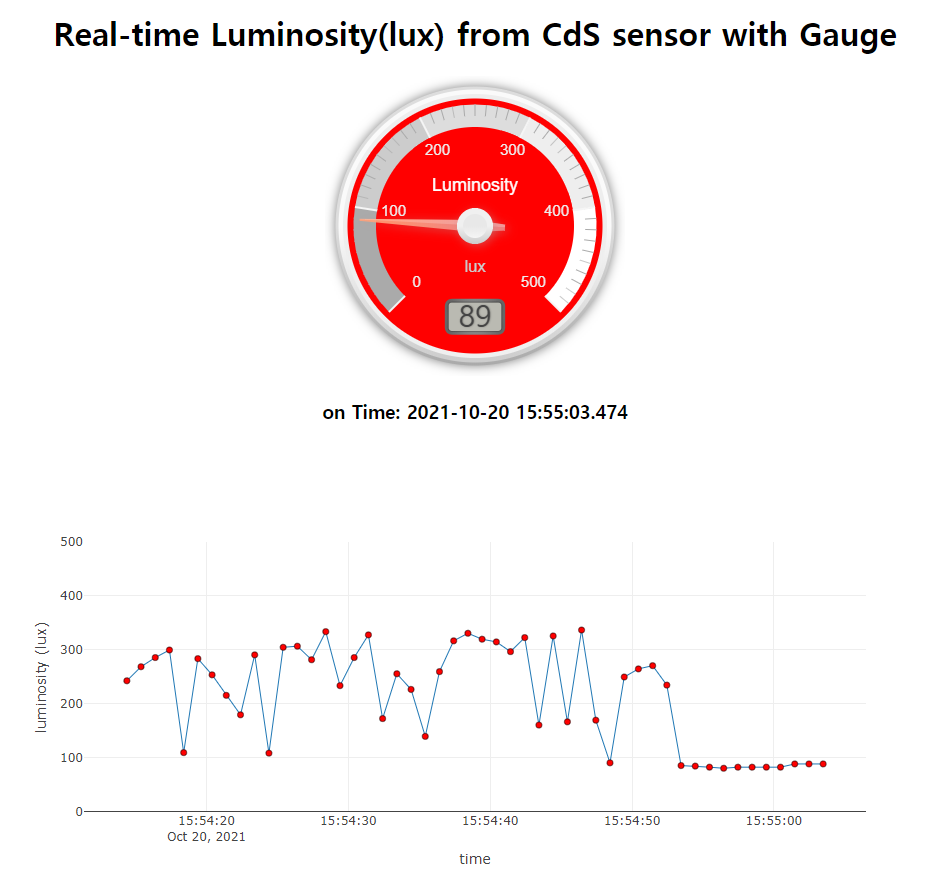 Real-time Luminosity(lux) from CdS sensor with Gauge
200 300
Luminosity
100 400
lux
0 500
89
on Time: 2021-10-20 15:55:03.474
500
400
300
200
100
0
luminosity (lux)
15:54:20 15:54:30 15:54:40 15:54:50 15:55:00
Oct 20, 2021
time